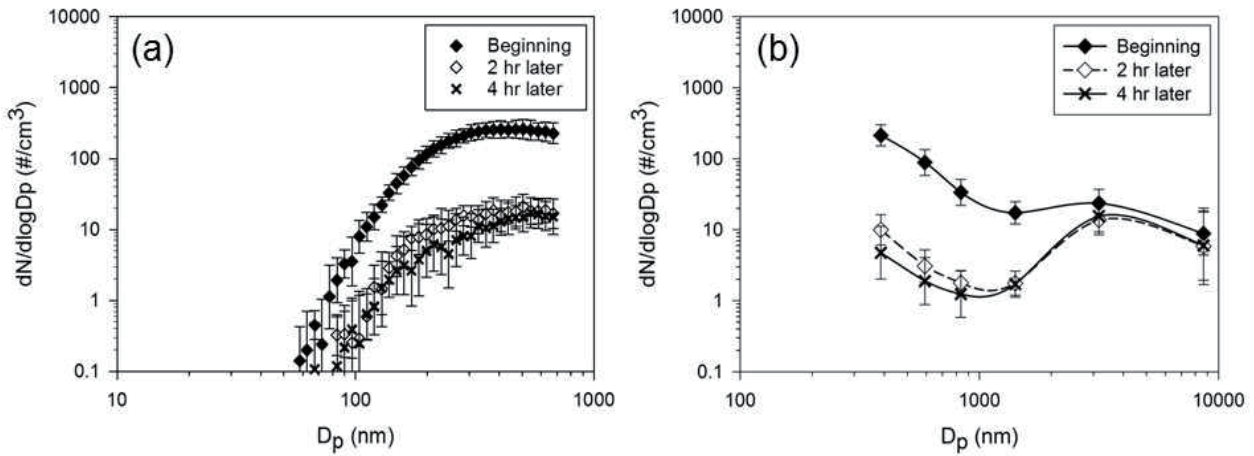 (a)
Beginning
2 hr later
4 hr later
10000
1000
100
10
1
0.1
dN/dlogDp (#/cm3)
10
100
1000
Dp (nm)
(b)
Beginning
2 hr later
4 hr later
10000
1000
100
10
1
0.1
dN/dlogDp (#/cm3)
100
1000
10000
Dp (nm)